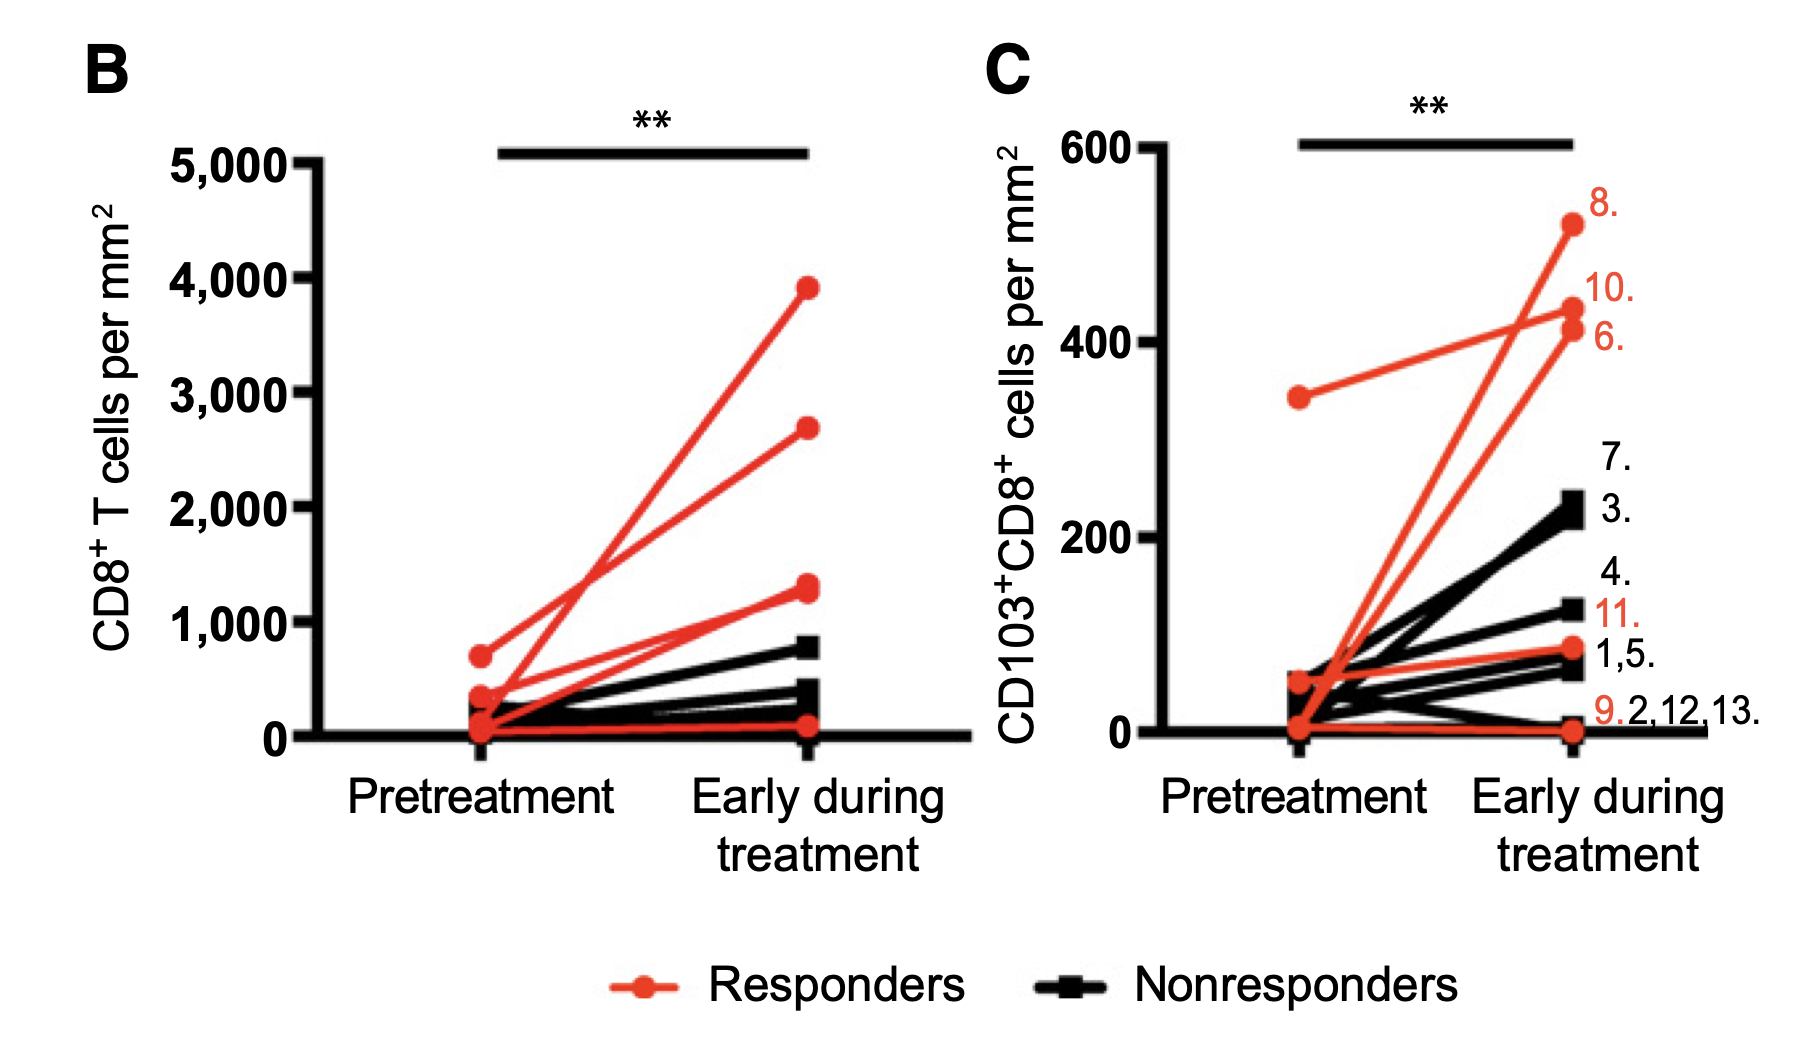 B
**
5,000
4,000
3,000
2,000
1,000
0
CD8+ T cells per mm2
Pretreatment
Early during
treatment
C
**
600
400
200
0
CD103+CD8+ cells per mm2
8.
10.
6.
7.
3.
4.
11.
1,5.
9. 2,12,13.
Pretreatment
Early during
treatment
Responders
Nonresponders